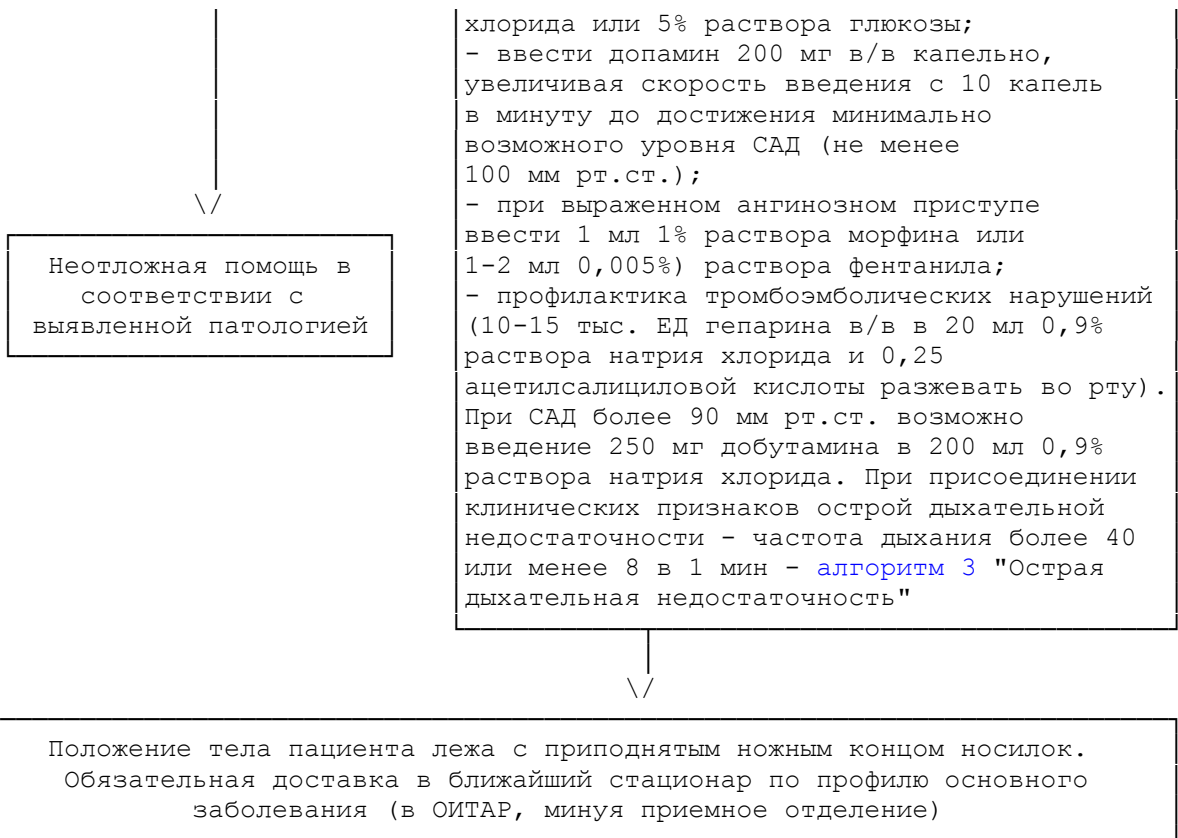 хлорида или 5% раствора глюкозы;
- ввести допамин 200 мг в/в капельно,
увеличивая скорость введения с 10 капель
в минуту до достижения минимально
возможного уровня САД (не менее
100 мм рт.ст.);
- при выраженном ангинозном приступе
ввести 1 мл 1% раствора морфина или
1-2 мл 0,005%) раствора фентанила;
- профилактика тромбоэмболических нарушений
(10-15 тыс. ЕД гепарина в/в в 20 мл 0,9%
раствора натрия хлорида и 0,25
ацетилсалициловой кислоты разжевать во рту).
При САД более 90 мм рт.ст. возможно
введение 250 мг добутамина в 200 мл 0,9%
раствора натрия хлорида. При присоединении
клинических признаков острой дыхательной
недостаточности - частота дыхания более 40
или менее 8 в 1 мин - алгоритм 3 "Острая
дыхательная недостаточность"
Неотложная помощь в
соответствии с
выявленной патологией
Положение тела пациента лежа с приподнятым ножным концом носилок.
Обязательная доставка в ближайший стационар по профилю основного
заболевания (в ОИТАР, минуя приемное отделение)